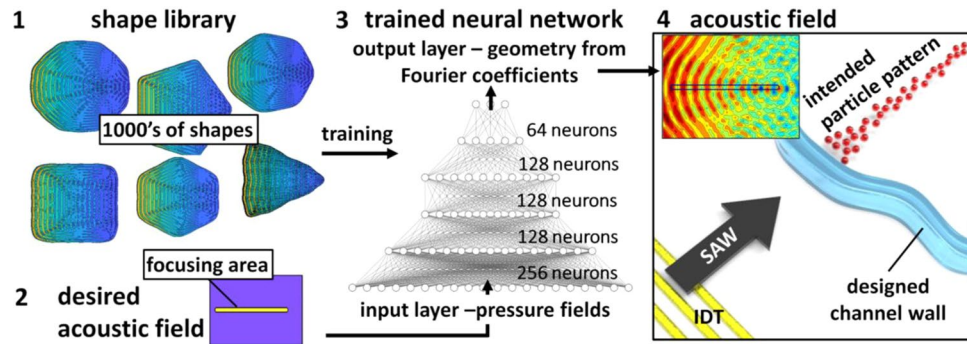 1 shape library
1000's of shapes
training
focusing area
2 desired
acoustic field
3 trained neural network
output layer – geometry from
Fourier coefficients
64 neurons
128 neurons
128 neurons
128 neurons
256 neurons
input layer –pressure fields
4 acoustic field
intended
particle pattern
SAW
IDT
designed
channel wall